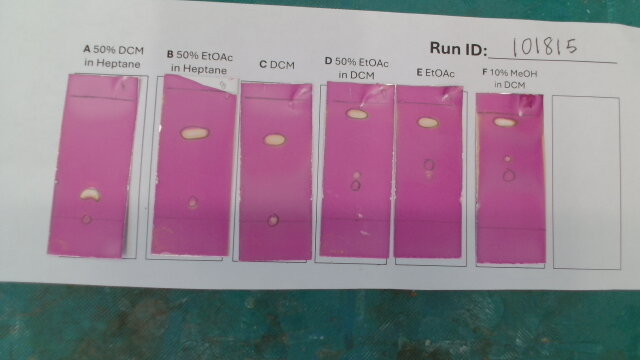 Run ID: 101815
A 50% DCM
in Heptane
B 50% EtOAc
in Heptane
C DCM
D 50% EtOAc
in DCM
E EtOAc
F 10% MeOH
in DCM